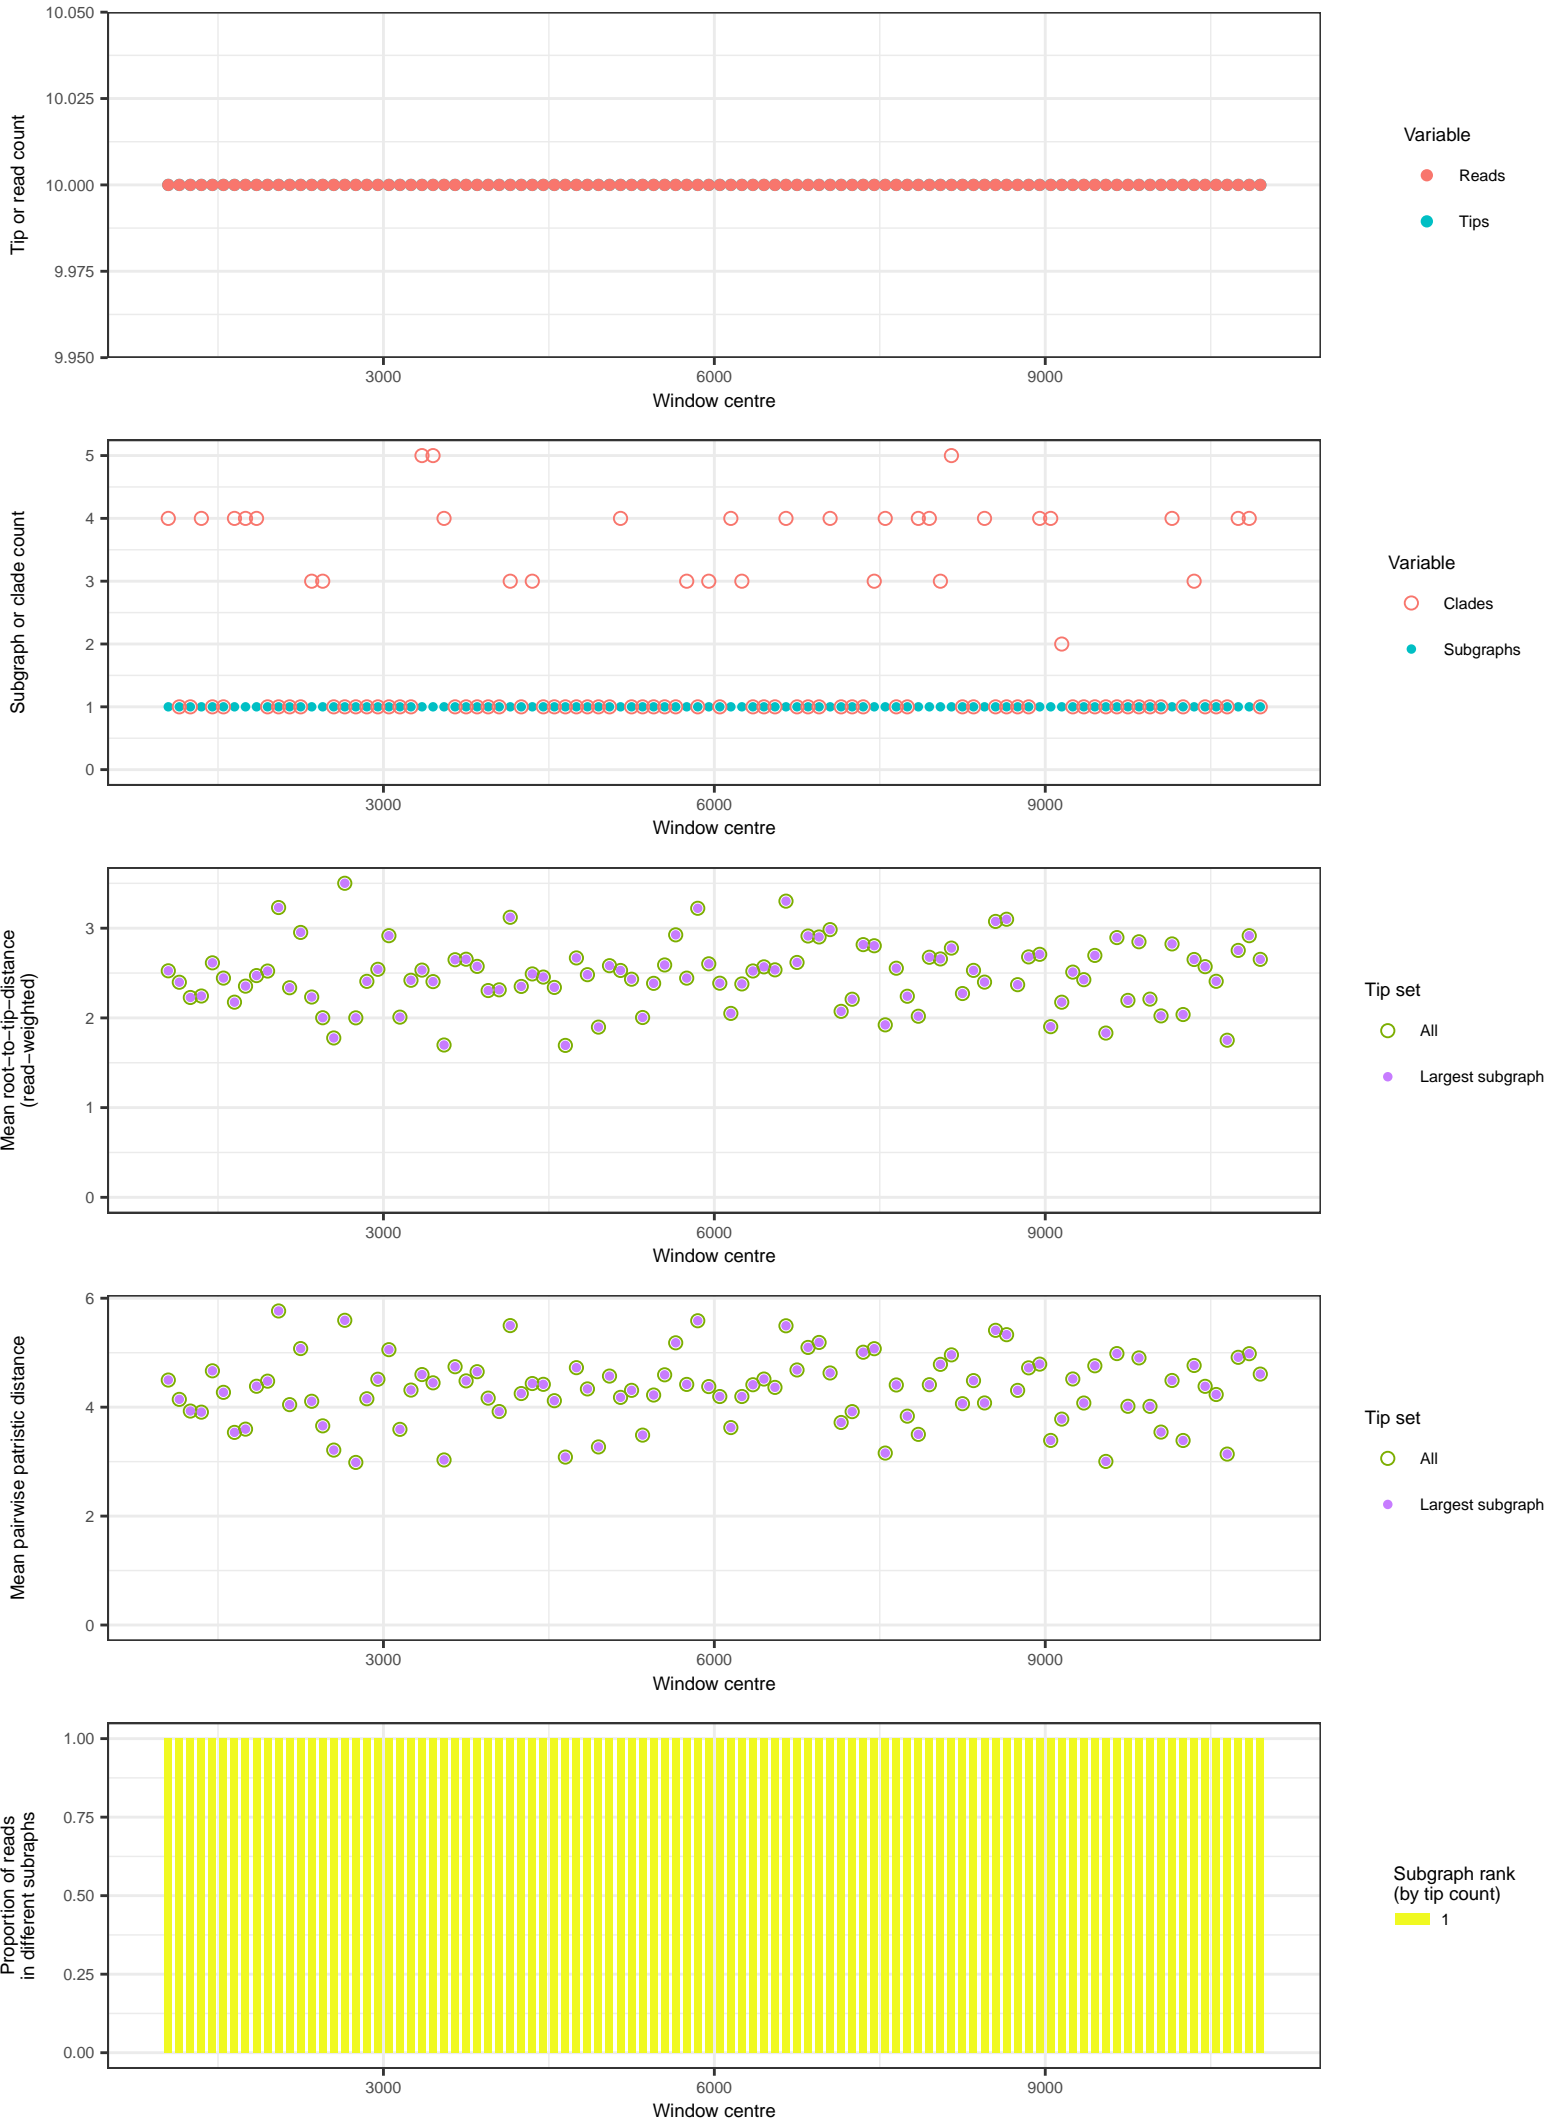 10.050
10.025
10.000
9.975
9.950
Tip or read count
3000
6000
9000
Window centre
Variable
Reads
Tips
5
4
3
2
1
0
Subgraph or clade count
3000
6000
9000
Window centre
Variable
Clades
Subgraphs
3
2
1
0
Mean root−to−tip−distance
(read−weighted)
3000
6000
9000
Window centre
Tip set
All
Largest subgraph
6
4
2
0
Mean pairwise patristic distance
3000
6000
9000
Window centre
Tip set
All
Largest subgraph
1.00
0.75
0.50
0.25
0.00
Proportion of reads
in different subraphs
3000
6000
9000
Window centre
Subgraph rank
(by tip count)
1